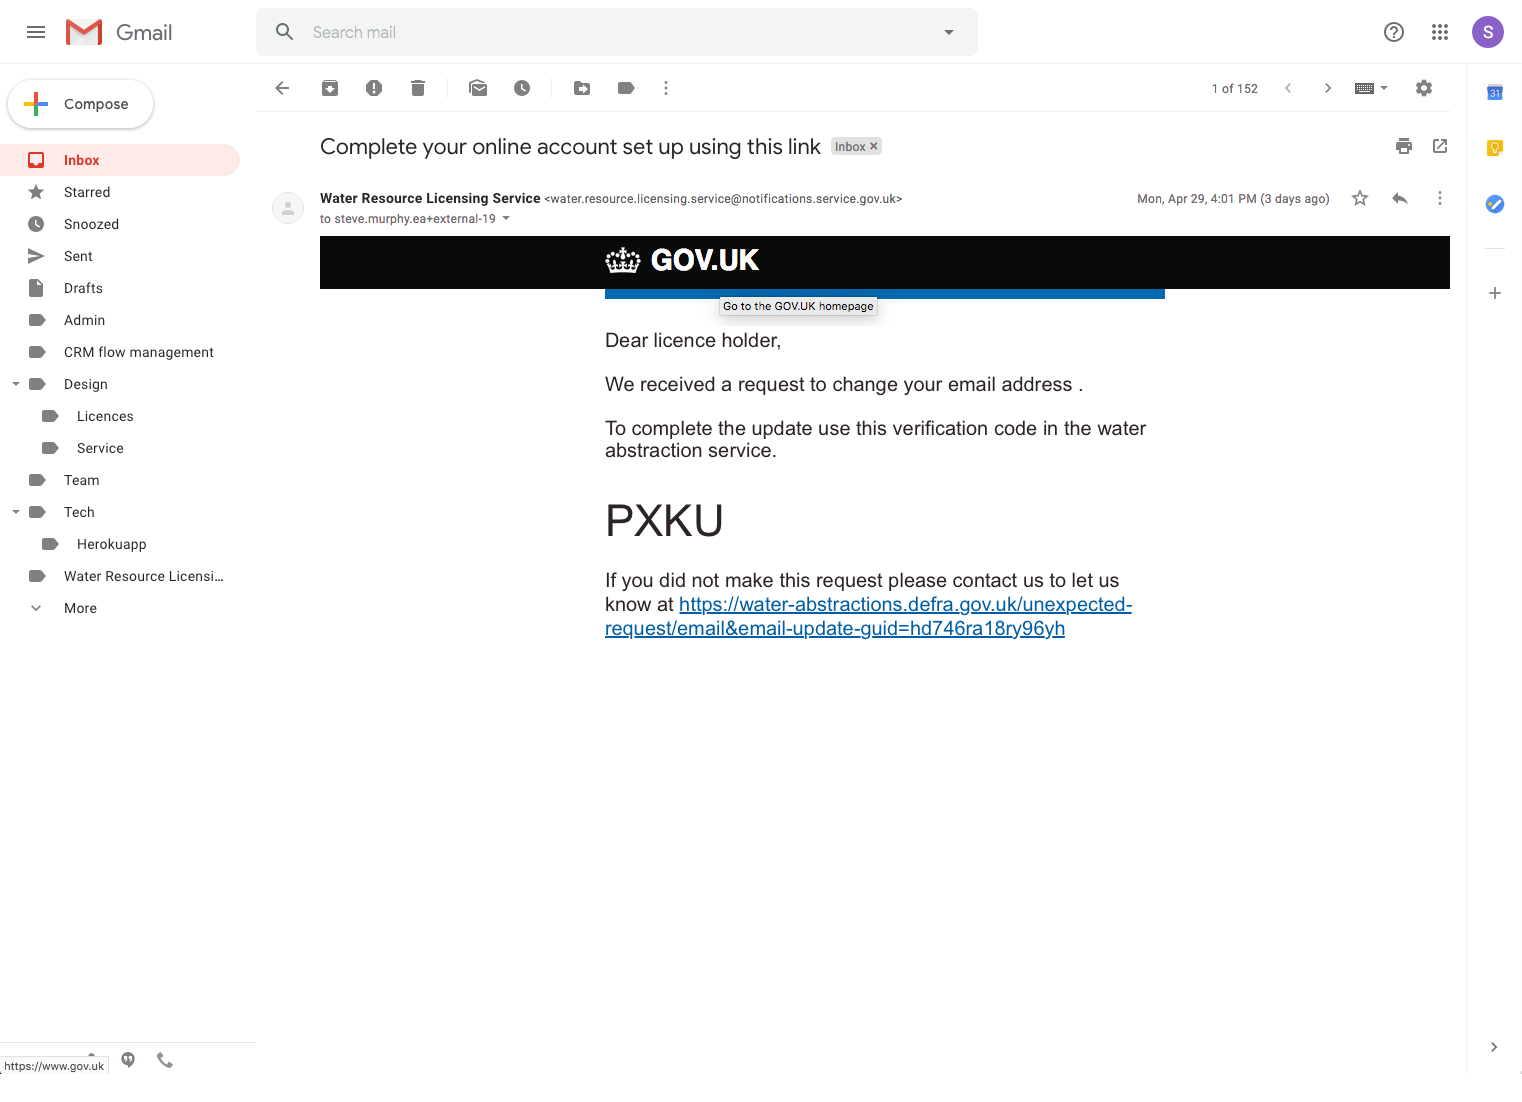 Gmail
Search mail
S
Compose
1 of 152
31
Inbox
Starred
Snoozed
Sent
Drafts
Admin
CRM flow management
Design
Licences
Service
Team
Tech
Herokuapp
Water Resource Licensi...
More
Complete your online account set up using this link
Inbox ×
Water Resource Licensing Service <water.resource.licensing.service@notifications.service.gov.uk>
Mon, Apr 29, 4:01 PM (3 days ago)
to steve.murphy.ea+external-19
GOV.UK
Go to the GOV.UK homepage
Dear licence holder,
We received a request to change your email address .
To complete the update use this verification code in the water
abstraction service.
PXKU
If you did not make this request please contact us to let us
know at https://water-abstractions.defra.gov.uk/unexpected-
request/email&email-update-guid=hd746ra18ry96yh
https://www.gov.uk